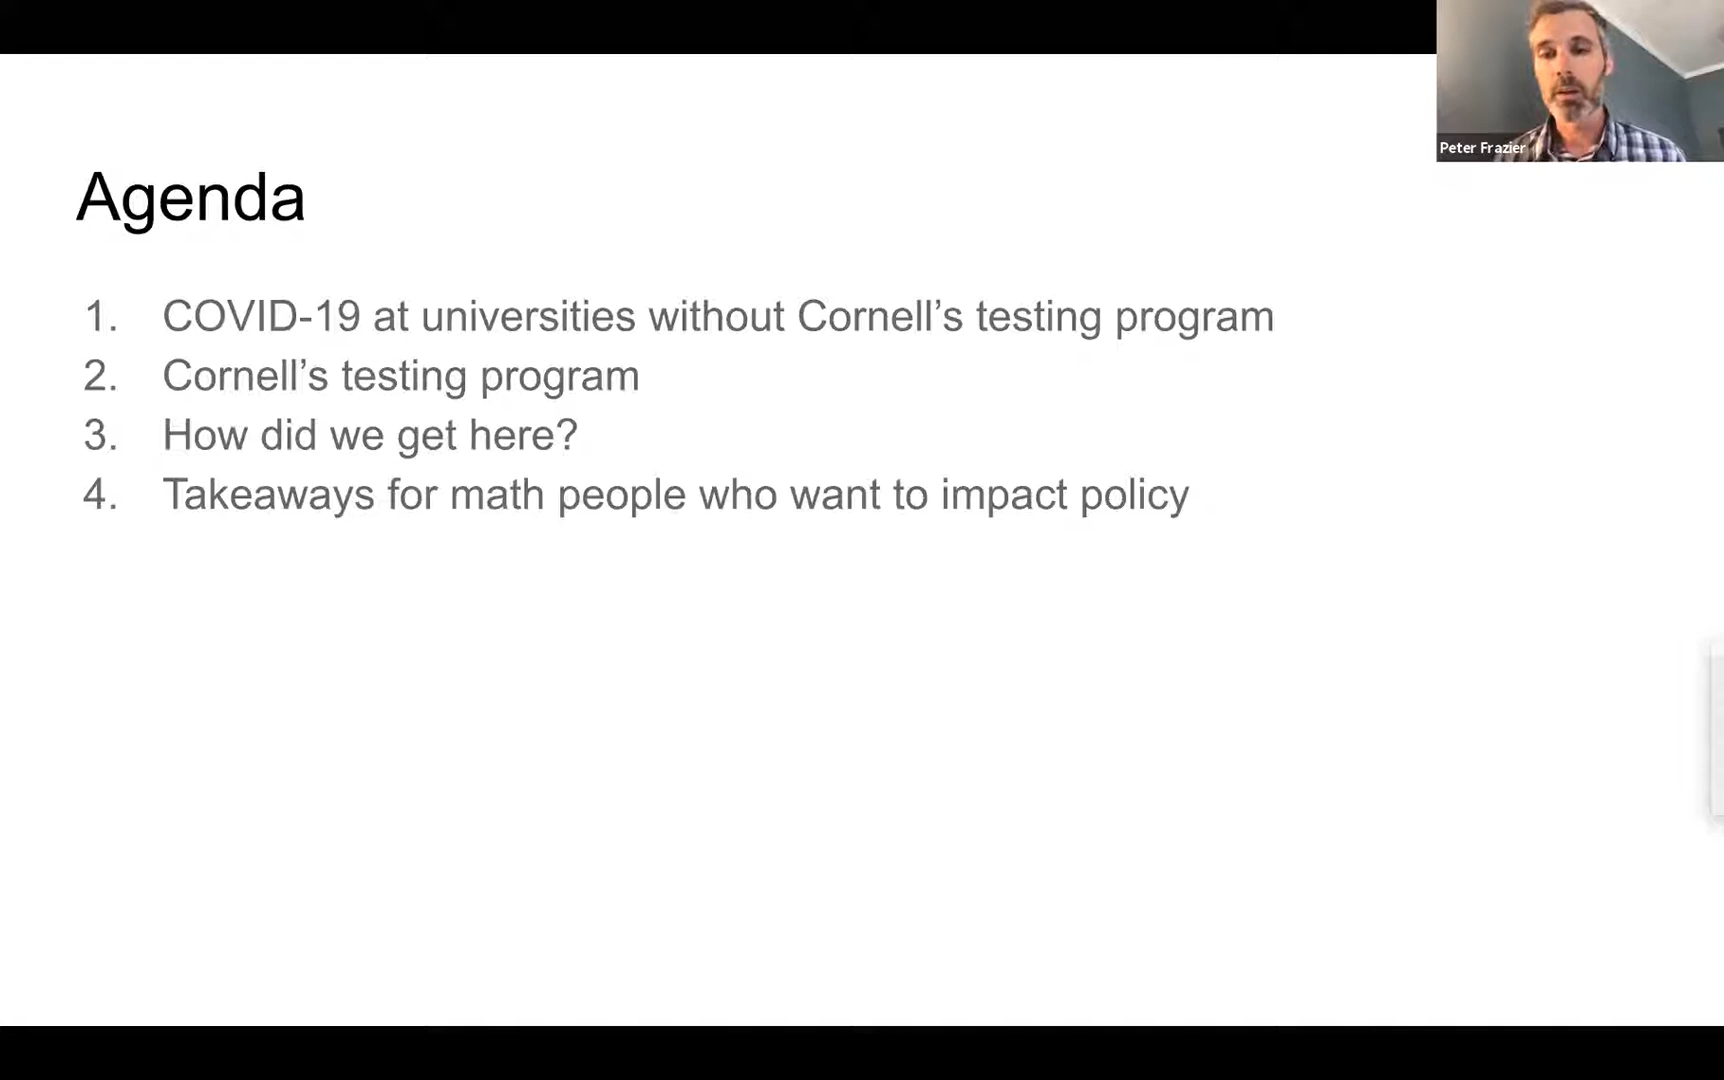 Peter Frazier
Agenda
1. COVID-19 at universities without Cornell’s testing program
2. Cornell’s testing program
3. How did we get here?
4. Takeaways for math people who want to impact policy